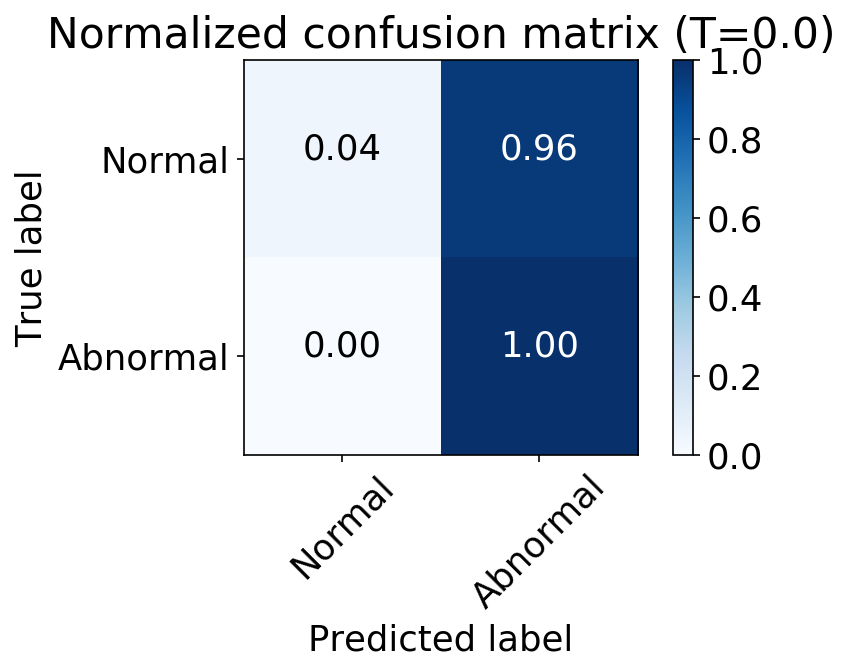 Normalized confusion matrix (T=0.0)
True label
Normal
Abnormal
0.04 0.96
0.00 1.00
1.0
0.8
0.6
0.4
0.2
0.0
Normal
Abnormal
Predicted label